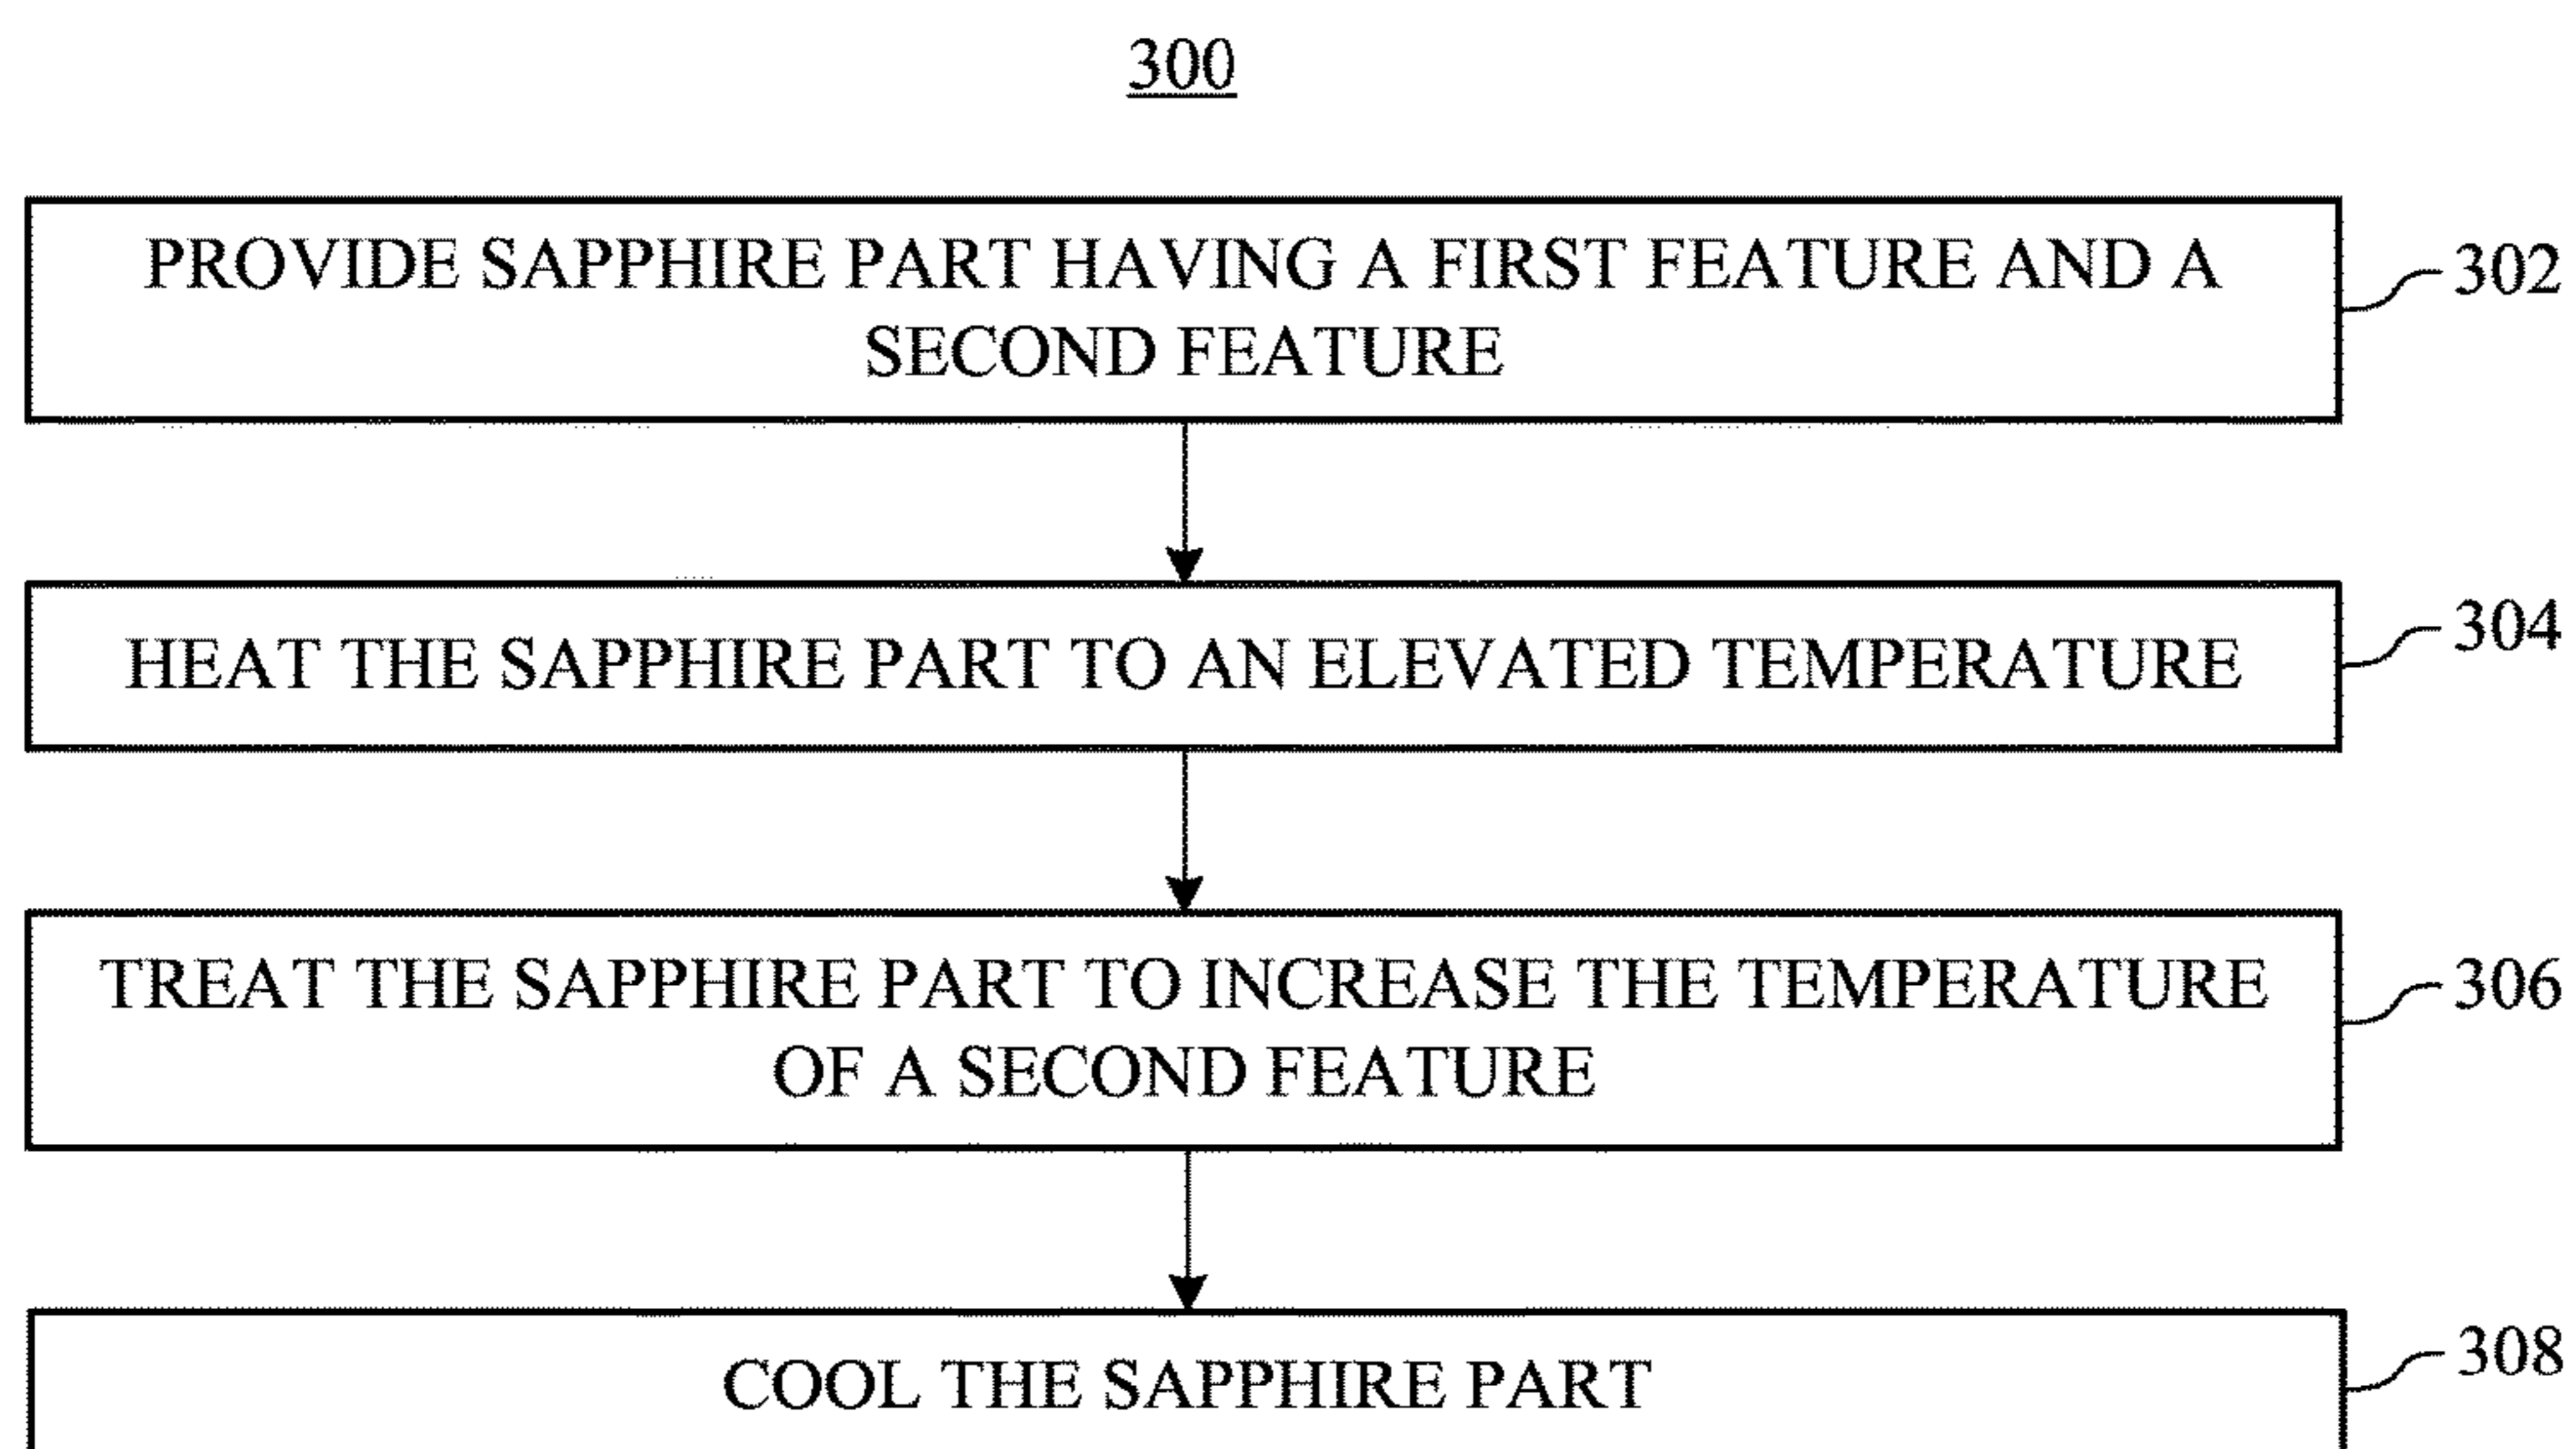 300
PROVIDE SAPPHIRE PART HAVING A FIRST FEATURE AND A
SECOND FEATURE
302
HEAT THE SAPPHIRE PART TO AN ELEVATED TEMPERATURE
304
TREAT THE SAPPHIRE PART TO INCREASE THE TEMPERATURE
OF A SECOND FEATURE
306
COOL THE SAPPHIRE PART
308